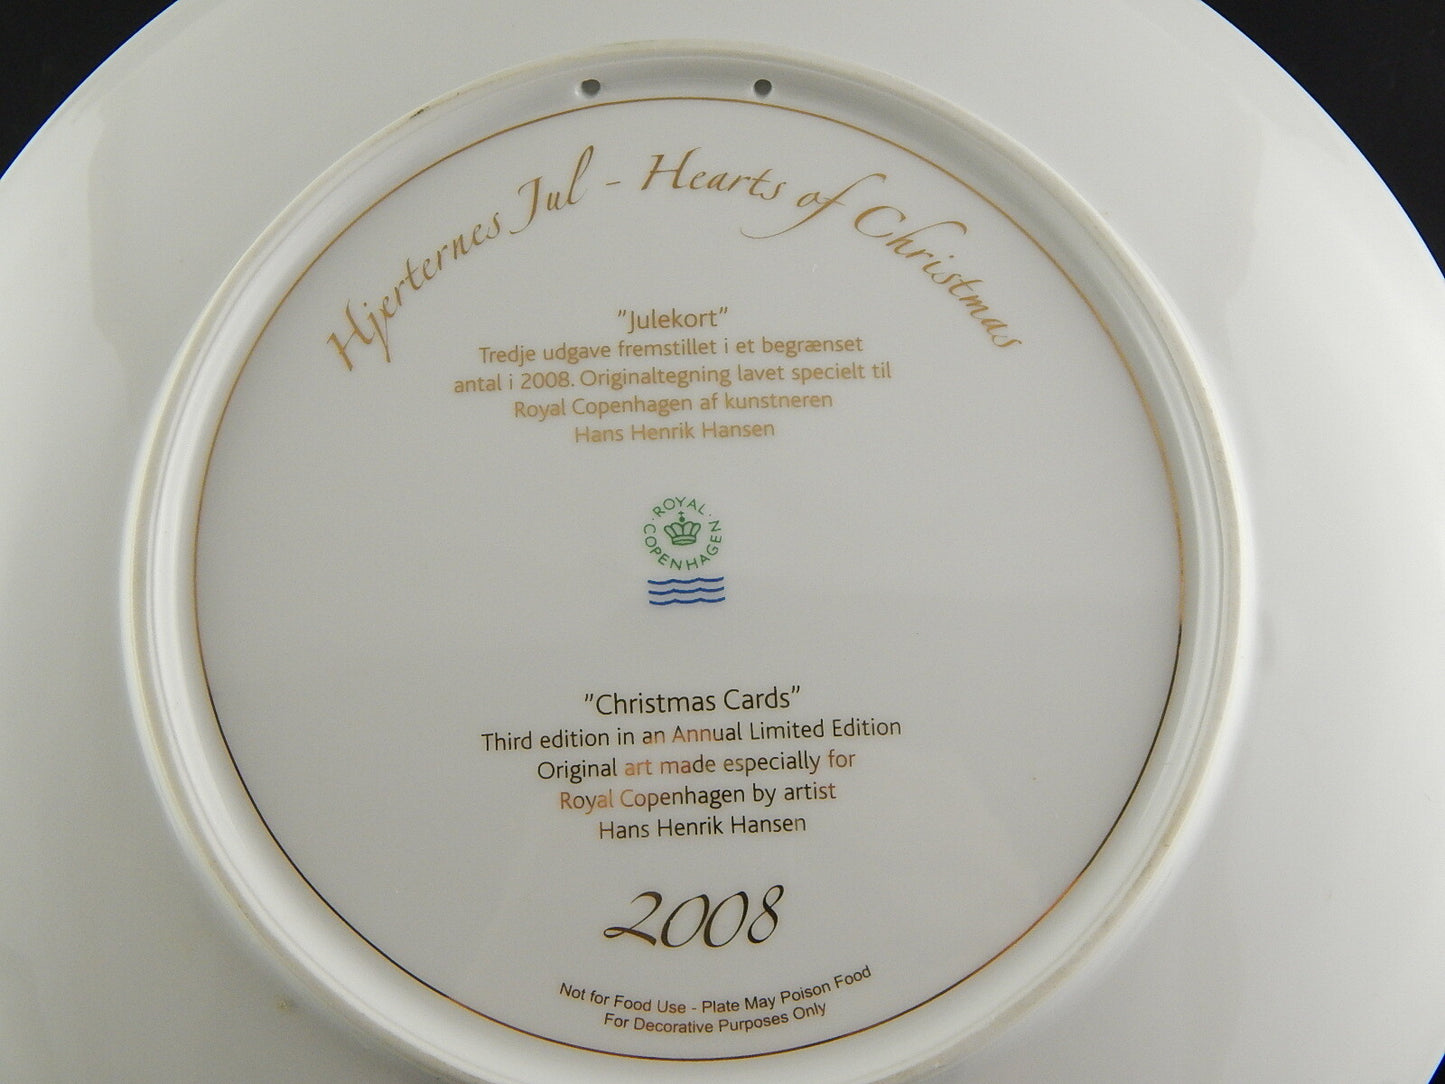 Hjerternes Jul - Hearts of Christmas
”Julekort”
Tredje udgave fremstillet i et begrænset
antal i 2008. Originaltegning lavet specielt til
Royal Copenhagen af kunstneren
Hans Henrik Hansen
· ROYAL ·
COPENHAGEN
”Christmas Cards”
Third edition in an Annual Limited Edition
Original art made especially for
Royal Copenhagen by artist
Hans Henrik Hansen
2008
Not for Food Use - Plate May Poison Food
For Decorative Purposes Only